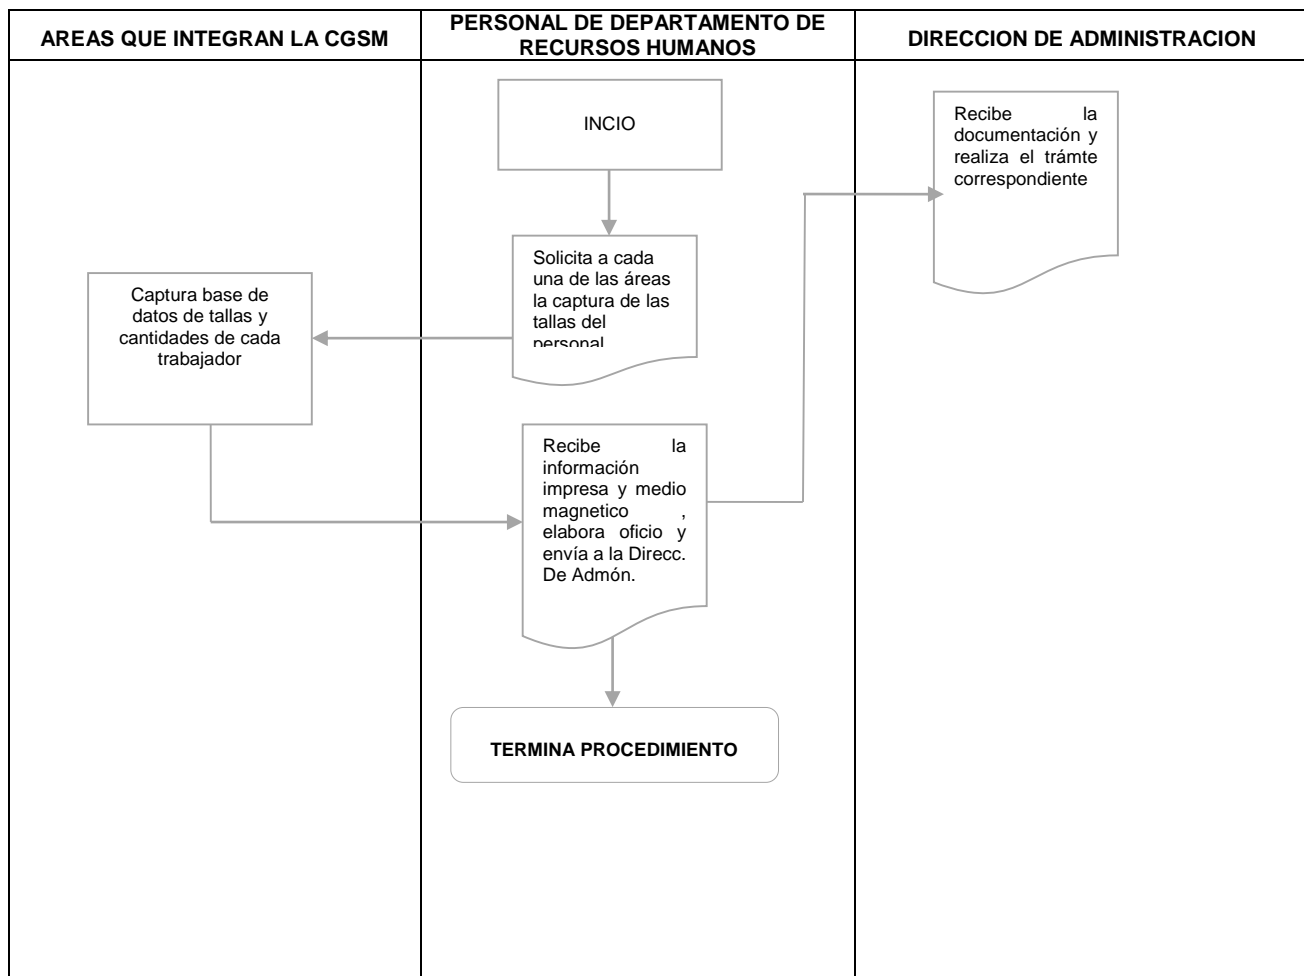 AREAS QUE INTEGRAN LA CGSM
PERSONAL DE DEPARTAMENTO DE
RECURSOS HUMANOS
DIRECCION DE ADMINISTRACION
INCIO
Recibe la
documentación y
realiza el trámte
correspondiente
Solicita a cada
una de las áreas
la captura de las
tallas del
personal
Captura base de
datos de tallas y
cantidades de cada
trabajador
Recibe la
información
impresa y medio
magnetico ,
elabora oficio y
envía a la Direcc.
De Admón.
TERMINA PROCEDIMIENTO